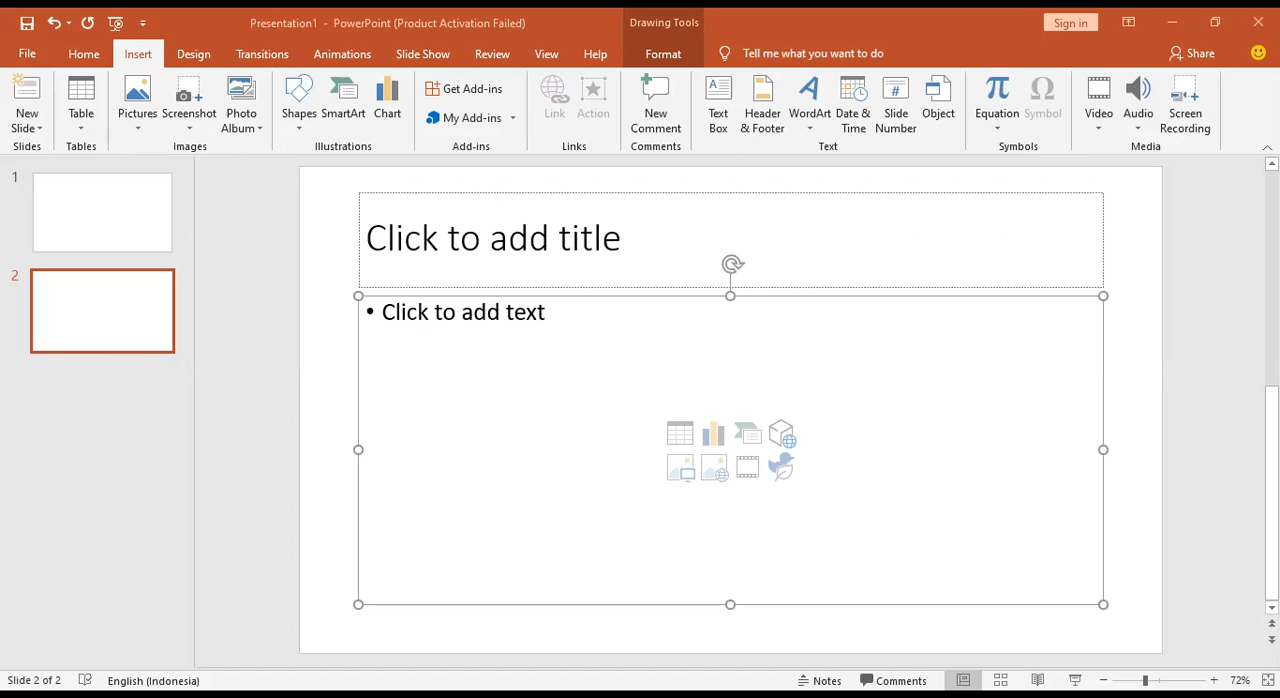 Presentation1 - PowerPoint (Product Activation Failed)
Drawing Tools
Sign in
File
Home
Insert
Design
Transitions
Animations
Slide Show
Review
View
Help
Format
Tell me what you want to do
Share
New Slide
Table
Pictures
Screenshot
Photo Album
Shapes
SmartArt
Chart
Get Add-ins
My Add-ins
Link
Action
New Comment
Text Box
Header & Footer
WordArt
Date & Time
Slide Number
#
Object
π
Equation
Ω
Symbol
Video
Audio
Screen Recording
Slides
Tables
Images
Illustrations
Add-ins
Links
Comments
Text
Symbols
Media
1
2
Click to add title
• Click to add text
Slide 2 of 2
English (Indonesia)
Notes
Comments
72%